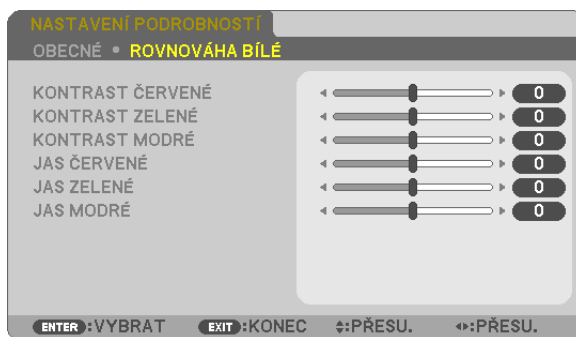 NASTAVENÍ PODROBNOSTÍ
OBECNÉ • ROVNOVÁHA BÍLÉ
KONTRAST ČERVENÉ 0
KONTRAST ZELENÉ 0
KONTRAST MODRÉ 0
JAS ČERVENÉ 0
JAS ZELENÉ 0
JAS MODRÉ 0
ENTER :VYBRAT EXIT :KONEC :PŘESU. :PŘESU.